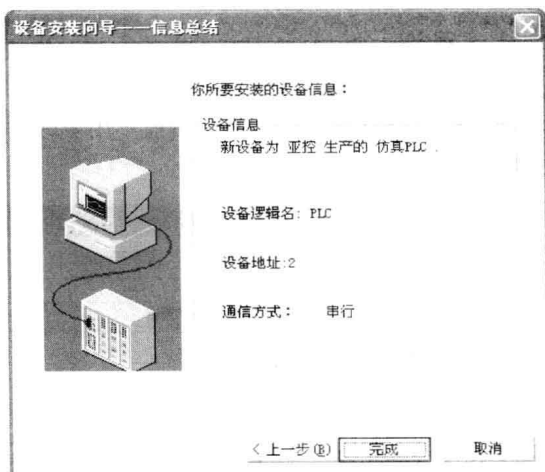 设备安装向导——信息总结
你所要安装的设备信息：
设备信息
新设备为 亚控 生产的 仿真PLC .
设备逻辑名: PLC
设备地址:2
通信方式： 串行
<上一步(B) 完成 取消